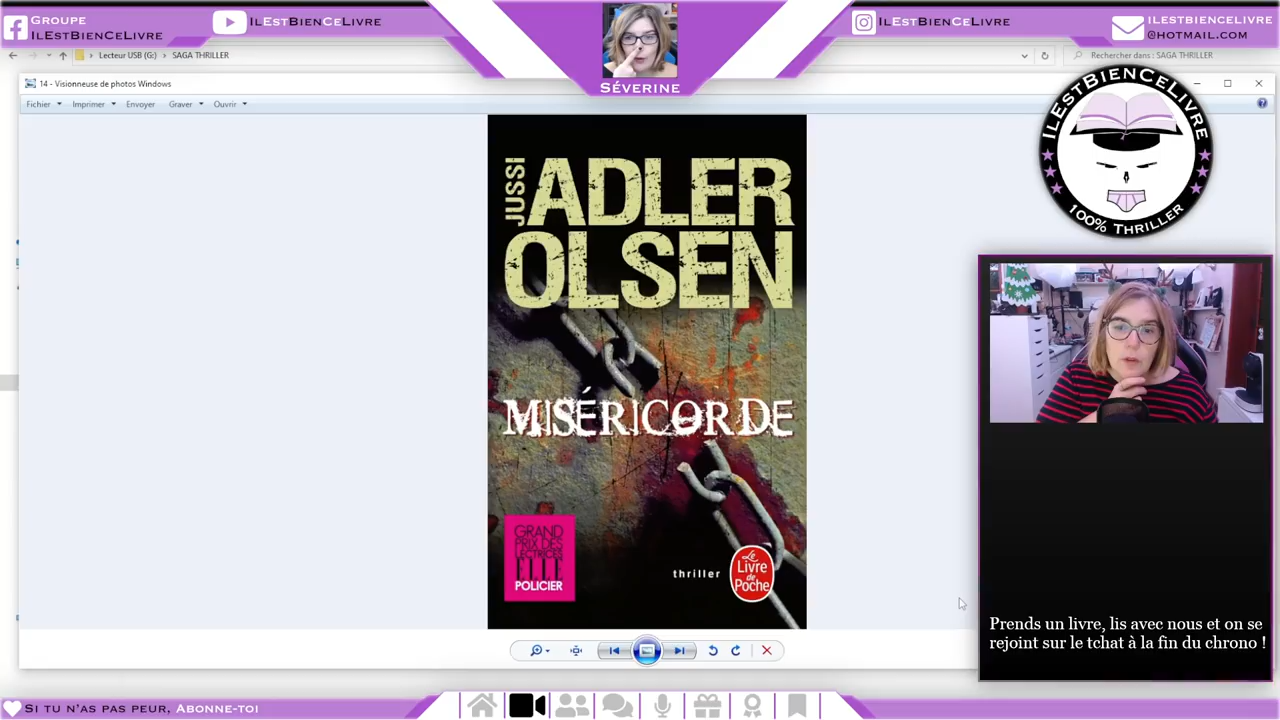 GROUPE
ILESTBIENCELIVRE
ILESTBIENCELIVRE
SÉVERINE
ILESTBIENCELIVRE
ILESTBIENCELIVRE
@HOTMAIL.COM
Lecteur USB (G:) > SAGA THRILLER
Rechercher dans : SAGA THRILLER
14 - Visionneuse de photos Windows
Fichier
Imprimer
Envoyer
Graver
Ouvrir
ILESTBIENCELIVRE
100% THRILLER
JUSSI
ADLER
OLSEN
MISÉRICORDE
GRAND
PRIX DES
LECTRICES
ELLE
POLICIER
thriller
Le
Livre
de
Poche
Prends un livre, lis avec nous et on se
rejoint sur le tchat à la fin du chrono !
SI TU N'AS PAS PEUR, ABONNE-TOI